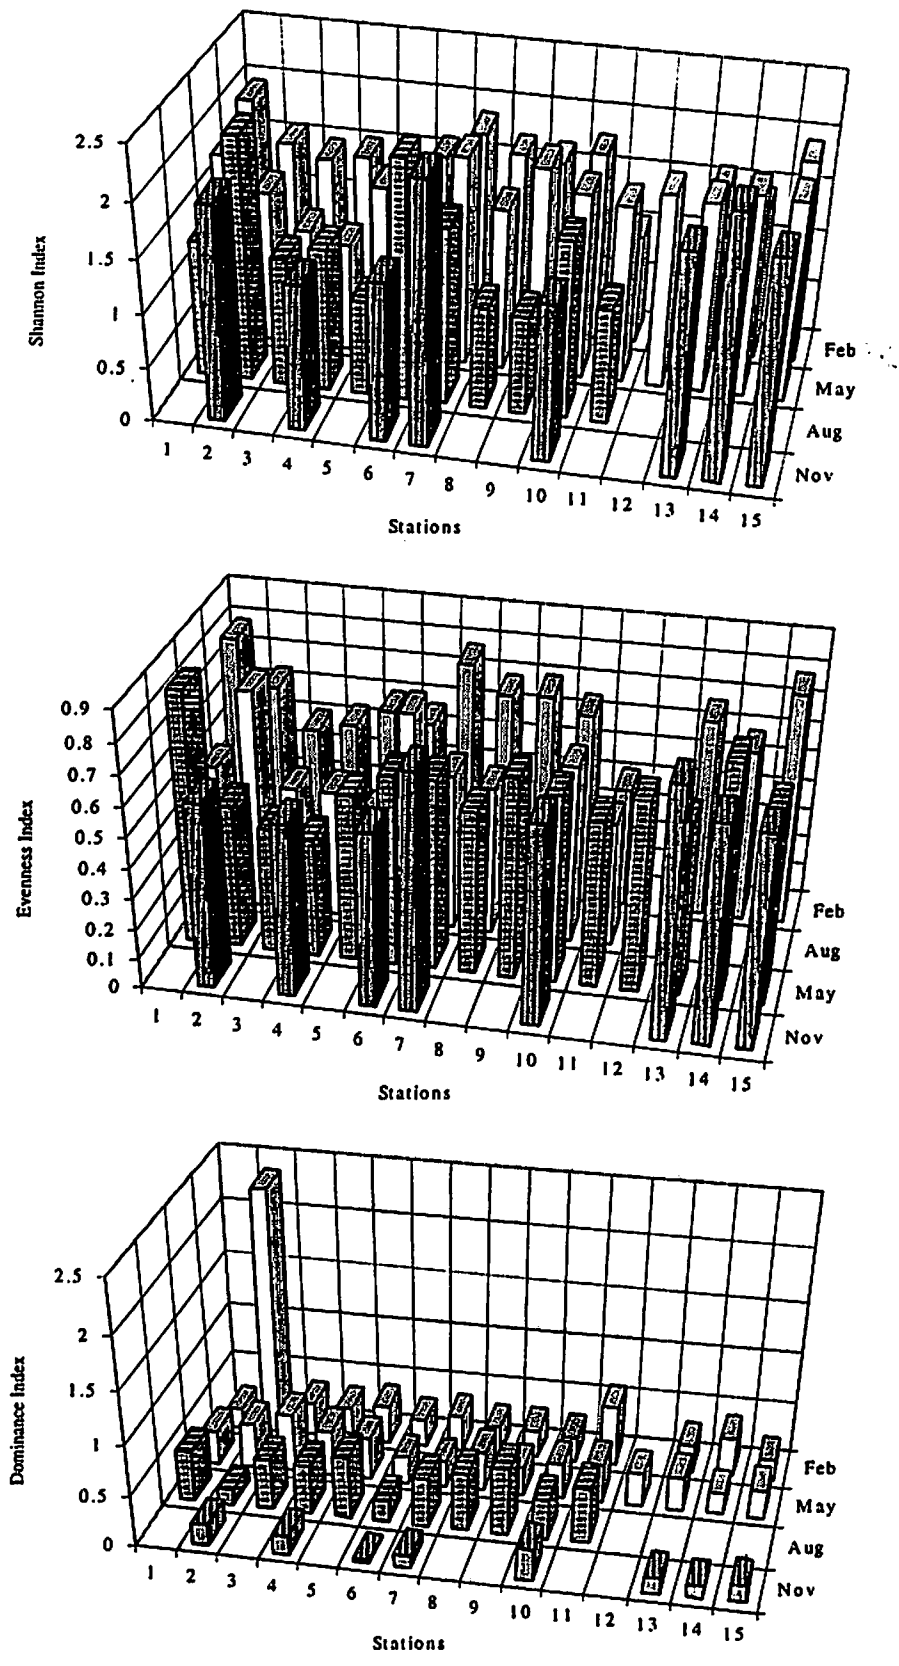 Shannon Index
2.5
2
1.5
1
0.5
0
1 2 3 4 5 6 7 8 9 10 11 12 13 14 15
Stations
Feb
May
Aug
Nov
Evenness Index
0.9
0.8
0.7
0.6
0.5
0.4
0.3
0.2
0.1
0
1 2 3 4 5 6 7 8 9 10 11 12 13 14 15
Stations
Feb
Aug
May
Nov
Dominance Index
2.5
2
1.5
1
0.5
0
1 2 3 4 5 6 7 8 9 10 11 12 13 14 15
Stations
Feb
May
Aug
Nov